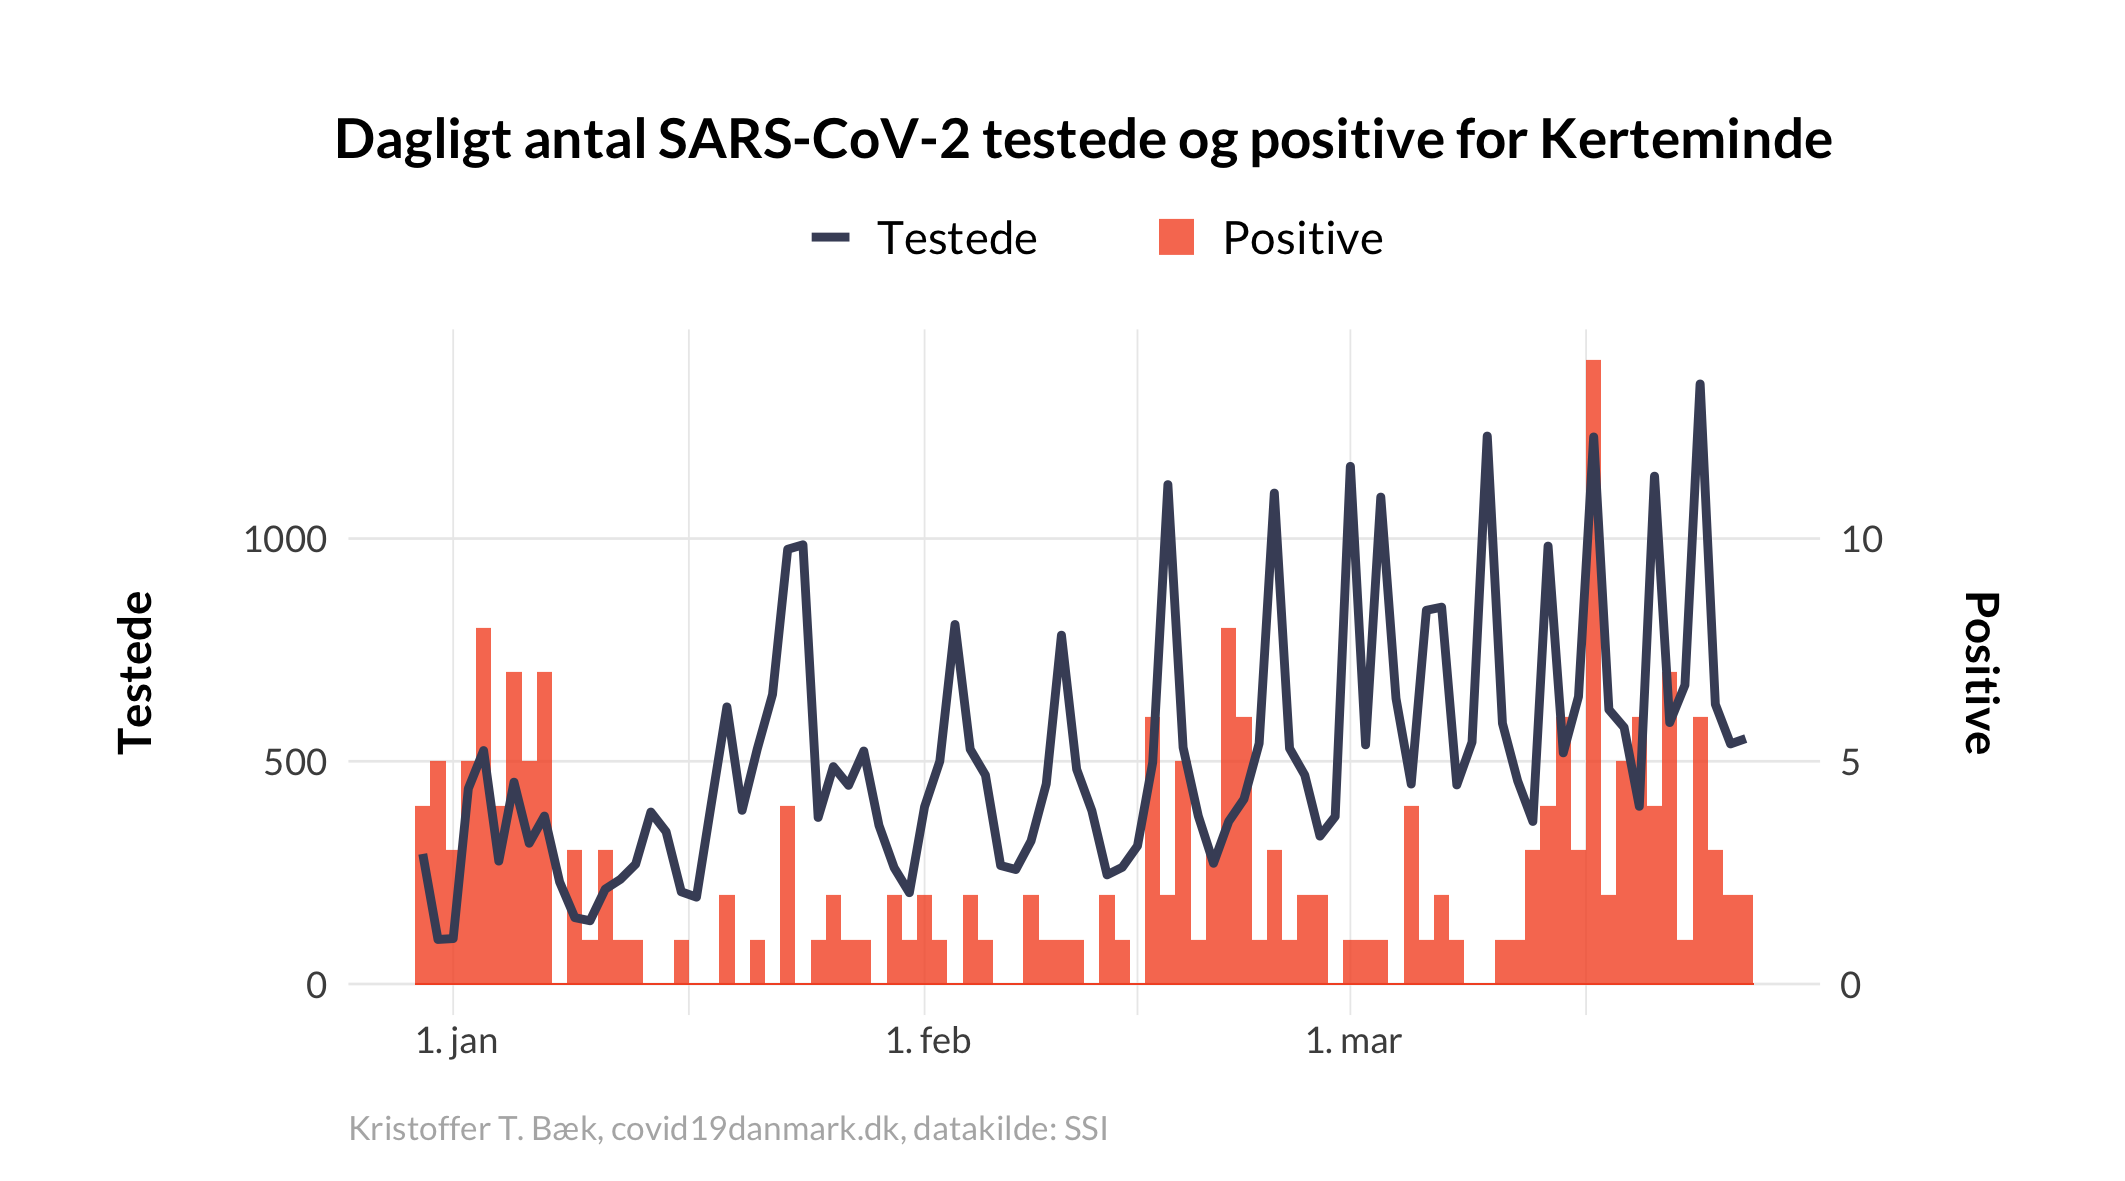 Dagligt antal SARS-CoV-2 testede og positive for Kerteminde
Testede
Positive
Testede
1000
500
0
10
5
0
Positive
1. jan
1. feb
1. mar
Kristoffer T. Bæk, covid19danmark.dk, datakilde: SSI